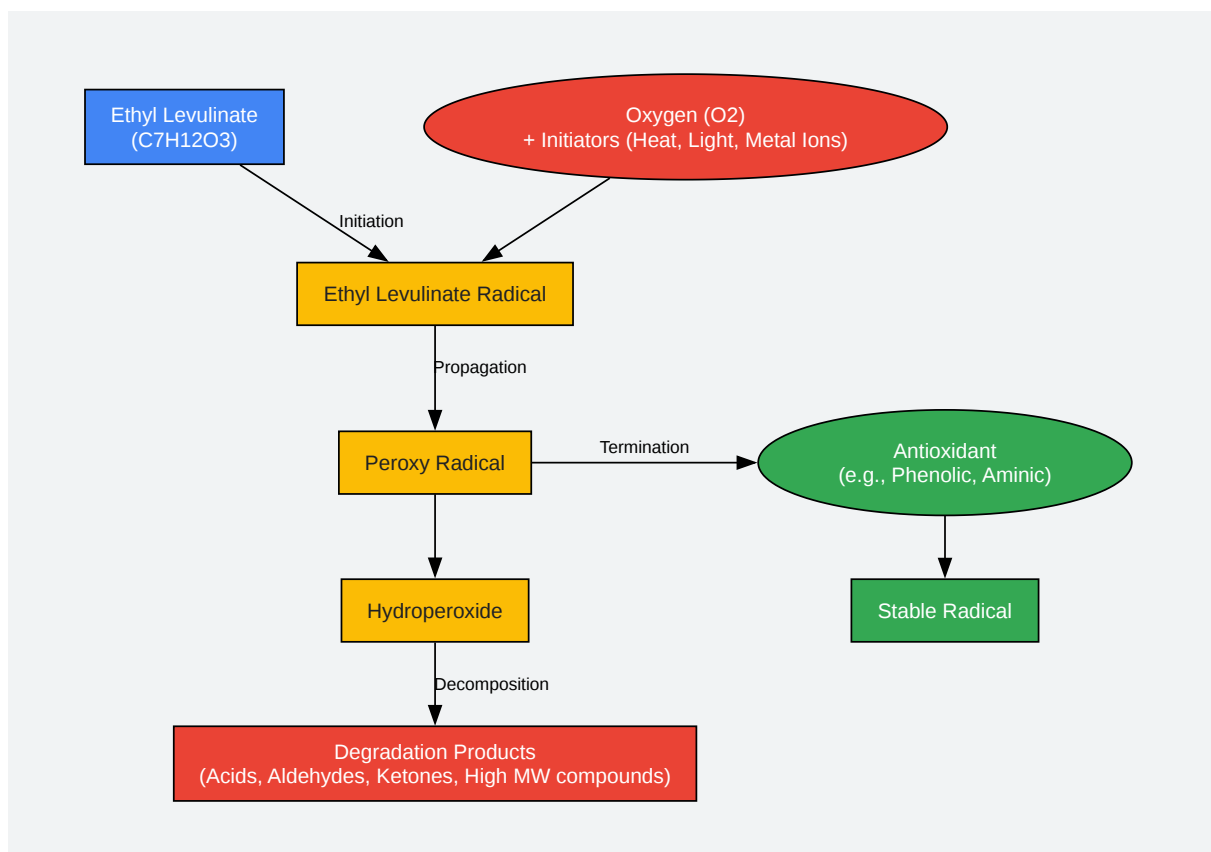 Ethyl Levulinate
(C7H12O3)
Oxygen (O2)
+ Initiators (Heat, Light, Metal Ions)
Initiation
Ethyl Levulinate Radical
Propagation
Peroxy Radical
Termination
Antioxidant
(e.g., Phenolic, Aminic)
Hydroperoxide
Stable Radical
Decomposition
Degradation Products
(Acids, Aldehydes, Ketones, High MW compounds)